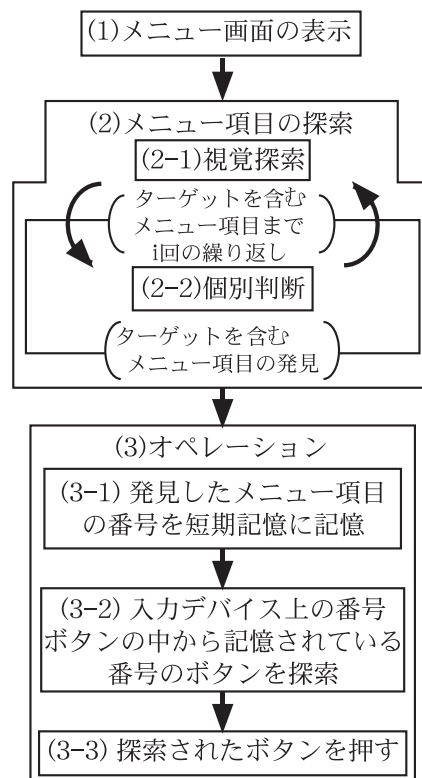 (1)メニュー画面の表示
(2)メニュー項目の探索
(2-1)視覚探索
ターゲットを含む
メニュー項目まで
i回の繰り返し
(2-2)個別判断
ターゲットを含む
メニュー項目の発見
(3)オペレーション
(3-1) 発見したメニュー項目
の番号を短期記憶に記憶
(3-2) 入力デバイス上の番号
ボタンの中から記憶されている
番号のボタンを探索
(3-3) 探索されたボタンを押す